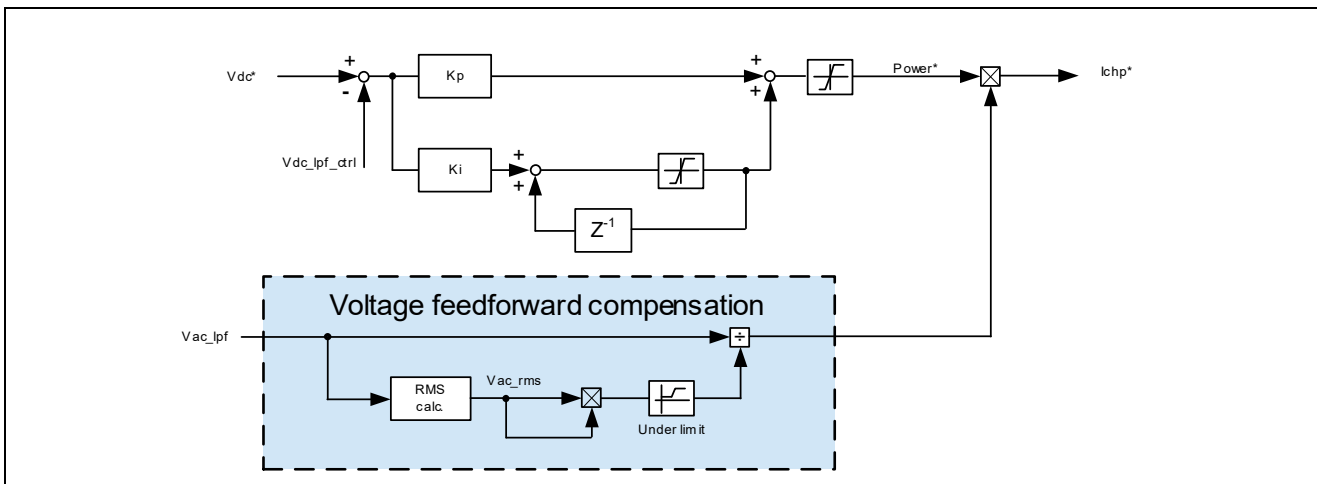 +
Kp
+
Power*
Ichp*
Vdc*
-
+
Vdc_lpf_ctrl
Ki
+
+
Z-1
Voltage feedforward compensation
Vac_lpf
÷
RMS
calc.
Vac_rms
Under limit